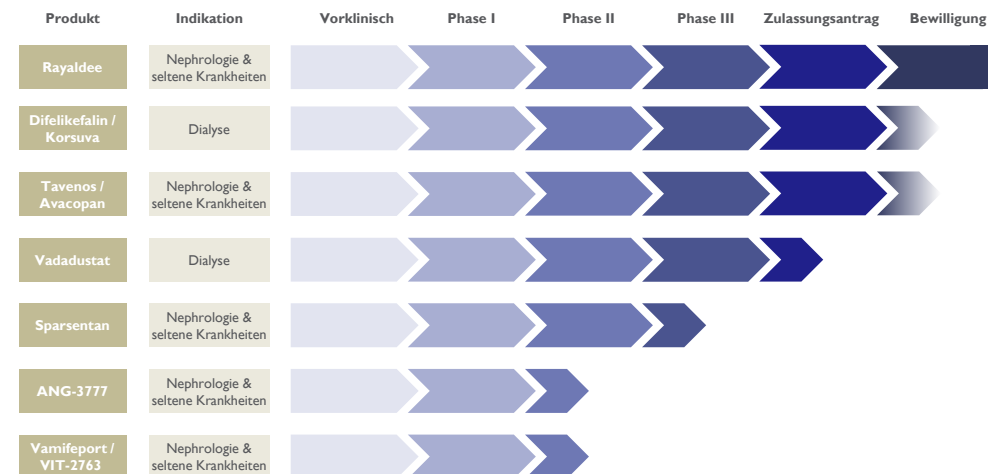 Produkt Indikation Vorklinisch Phase I Phase II Phase III Zulassungsantrag Bewilligung
Rayaldee
Nephrologie &
seltene Krankheiten
Difelikefalin /
Korsuva
Dialyse
Tavenos /
Avacopan
Nephrologie &
seltene Krankheiten
Vadadustat
Dialyse
Sparsentan
Nephrologie &
seltene Krankheiten
ANG-3777
Nephrologie &
seltene Krankheiten
Vamifeport /
VIT-2763
Nephrologie &
seltene Krankheiten